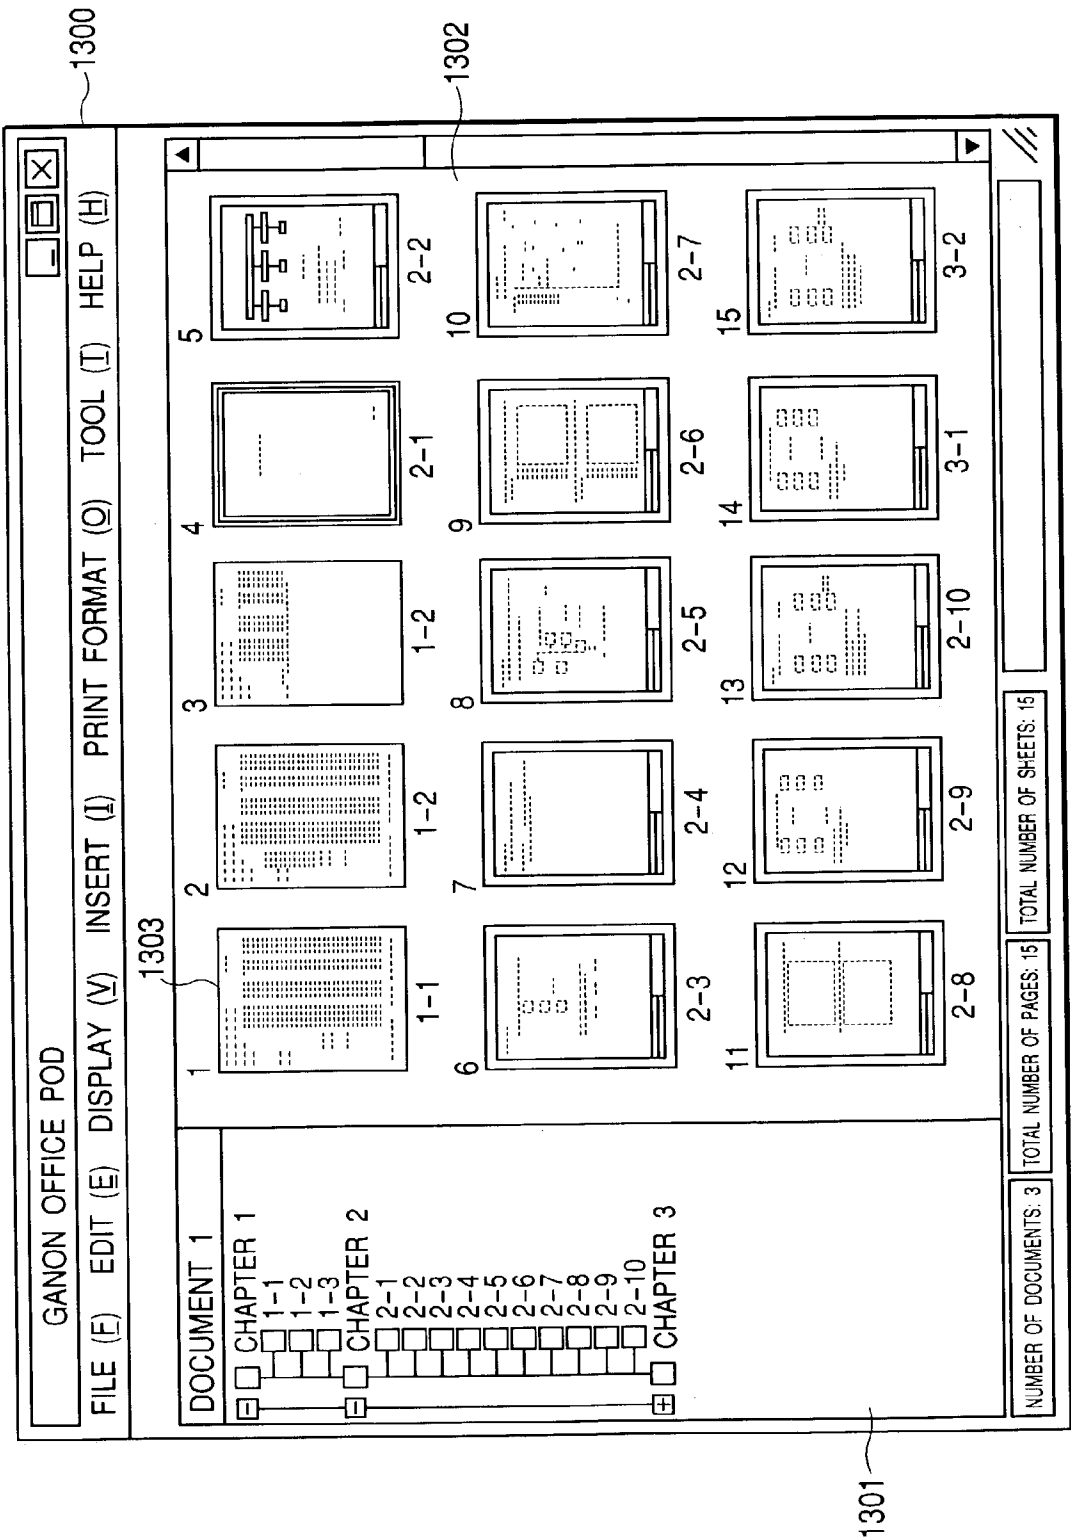 1300
GANON OFFICE POD
FILE (F) EDIT (E) DISPLAY (V) INSERT (I) PRINT FORMAT (O) TOOL (T) HELP (H)
1303
1302
DOCUMENT 1
CHAPTER 1
1-1
1-2
1-3
CHAPTER 2
2-1
2-2
2-3
2-4
2-5
2-6
2-7
2-8
2-9
2-10
CHAPTER 3
1 2 3 4 5
1-1 1-2 1-2 2-1 2-2
6 7 8 9 10
2-3 2-4 2-5 2-6 2-7
11 12 13 14 15
2-8 2-9 2-10 3-1 3-2
1301
NUMBER OF DOCUMENTS: 3 TOTAL NUMBER OF PAGES: 15 TOTAL NUMBER OF SHEETS: 15